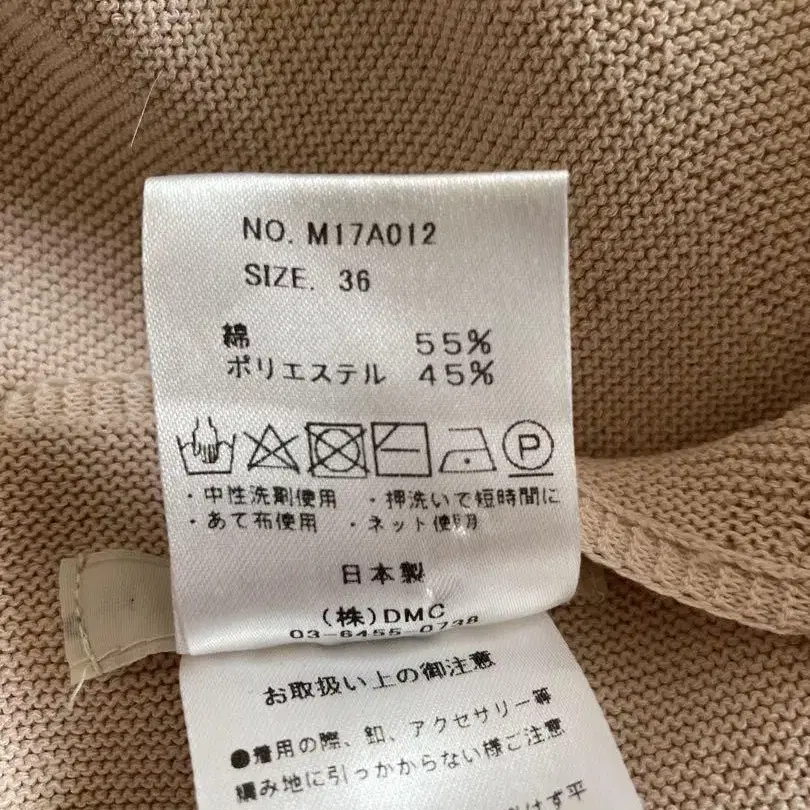 NO. M17A012
SIZE. 36
綿 55%
ポリエステル 45%
P
・中性洗剤使用 ・押洗いで短時間に
・あて布使用 ・ネット使用
日本製
(株)DMC
03-6455-0738
お取扱い上の御注意
●着用の際、釦、アクセサリー等
編み地に引っかからない様ご注意
はず平